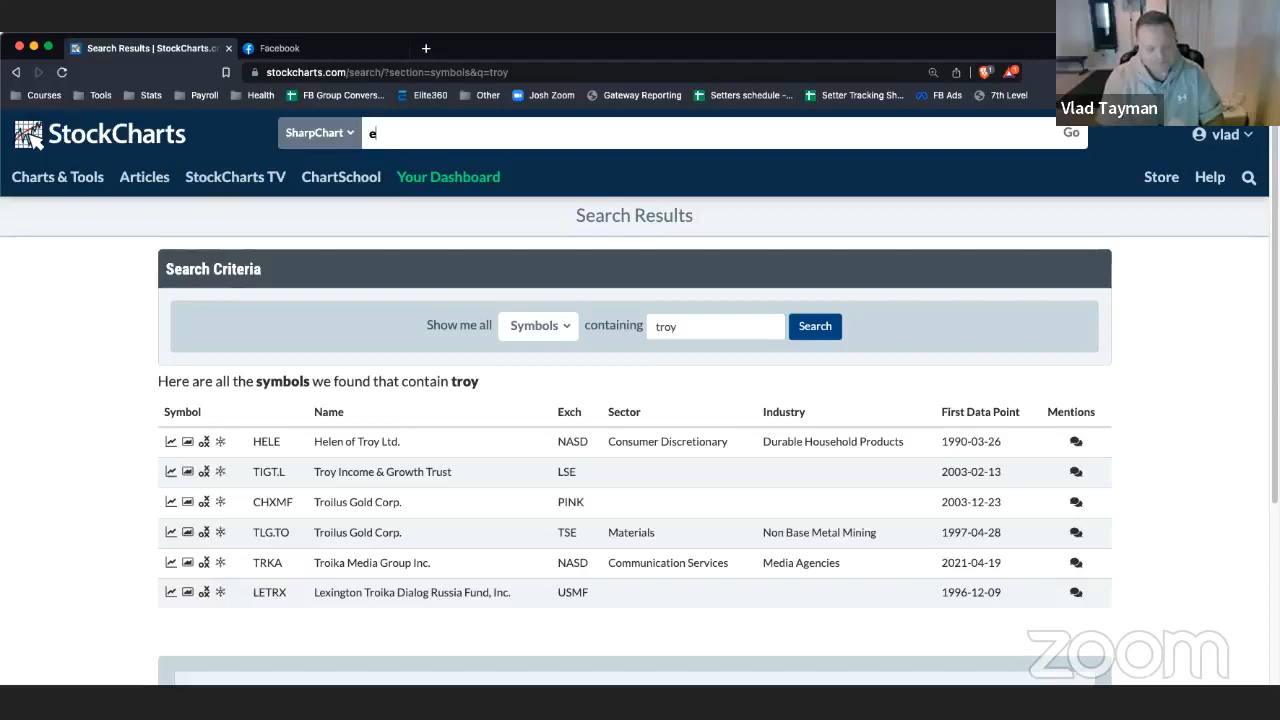 Search Results | StockCharts.c
Facebook
stockcharts.com/search/?section=symbols&q=troy
Courses Tools Stats Payroll Health FB Group Conver... Elite360 Other Josh Zoom Gateway Reporting Setters schedule -... Setter Tracking Sh... FB Ads 7th Level
Vlad Tayman
StockCharts SharpChart e Go vlad
Charts & Tools Articles StockCharts TV ChartSchool Your Dashboard Store Help
Search Results
Search Criteria
Show me all Symbols containing troy Search
Here are all the symbols we found that contain troy
Symbol Name Exch Sector Industry First Data Point Mentions
HELE Helen of Troy Ltd. NASD Consumer Discretionary Durable Household Products 1990-03-26
TIGT.L Troy Income & Growth Trust LSE 2003-02-13
CHXMF Troilus Gold Corp. PINK 2003-12-23
TLG.TO Troilus Gold Corp. TSE Materials Non Base Metal Mining 1997-04-28
TRKA Troika Media Group Inc. NASD Communication Services Media Agencies 2021-04-19
LETRX Lexington Troika Dialog Russia Fund, Inc. USMF 1996-12-09
zoom